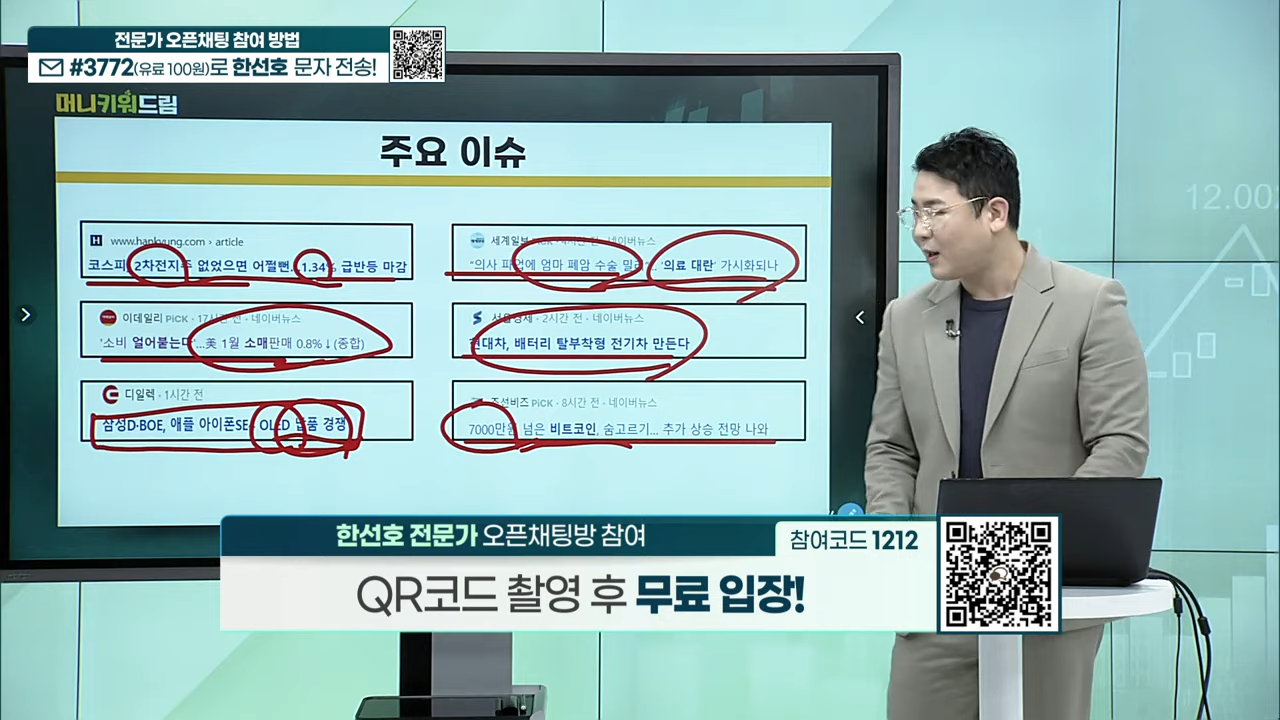 전문가 오픈채팅 참여 방법
#3772(유료 100원)로 한선호 문자 전송!
머니키워드림
주요 이슈
www.hankyung.com › article
코스피, 2차전지주 없었으면 어쩔뻔...1.34% 급반등 마감
이데일리 PiCK · 17시간 전 · 네이버뉴스
'소비 얼어붙는다'...美 1월 소매판매 0.8%↓(종합)
디일렉 · 1시간 전
삼성D·BOE, 애플 아이폰SE OLED 납품 경쟁
세계일보 PiCK · 네이버뉴스
"의사 파업에 엄마 폐암 수술 밀려"... '의료 대란' 가시화되나
서울경제 · 2시간 전 · 네이버뉴스
현대차, 배터리 탈부착형 전기차 만든다
조선비즈 PiCK · 8시간 전 · 네이버뉴스
7000만원 넘은 비트코인, 숨고르기... 추가 상승 전망 나와
12.00
한선호 전문가 오픈채팅방 참여
참여코드 1212
QR코드 촬영 후 무료 입장!